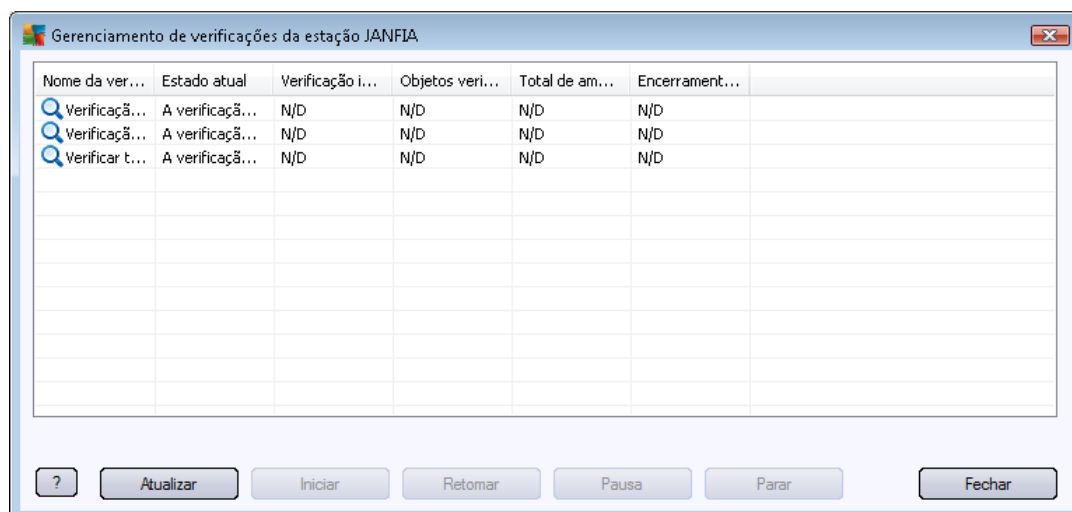 Gerenciamento de verificações da estação JANFIA
Nome da ver... Estado atual Verificação i... Objetos veri... Total de am... Encerrament...
Verificaçã... A verificaçã... N/D N/D N/D N/D
Verificaçã... A verificaçã... N/D N/D N/D N/D
Verificar t... A verificaçã... N/D N/D N/D N/D
? Atualizar Iniciar Retomar Pausa Parar Fechar